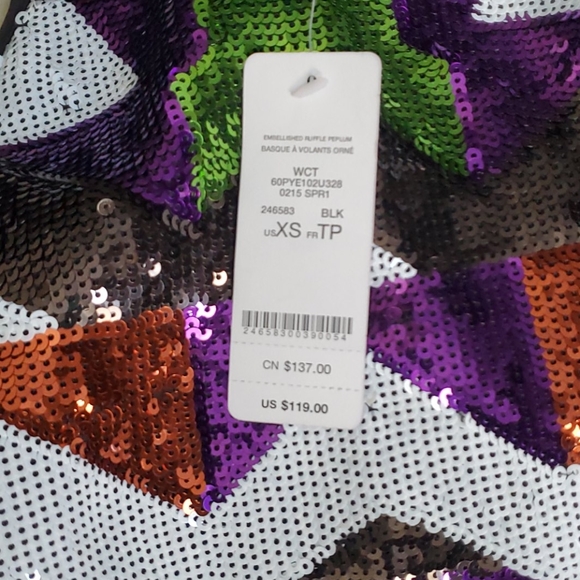 EMBELLISHED RUFFLE PEPLUM
BASQUE À VOLANTS ORNÉ
WCT
60PYE102U328
0215 SPR1
246583 BLK
US XS FR TP
24658300390054
CN $137.00
US $119.00